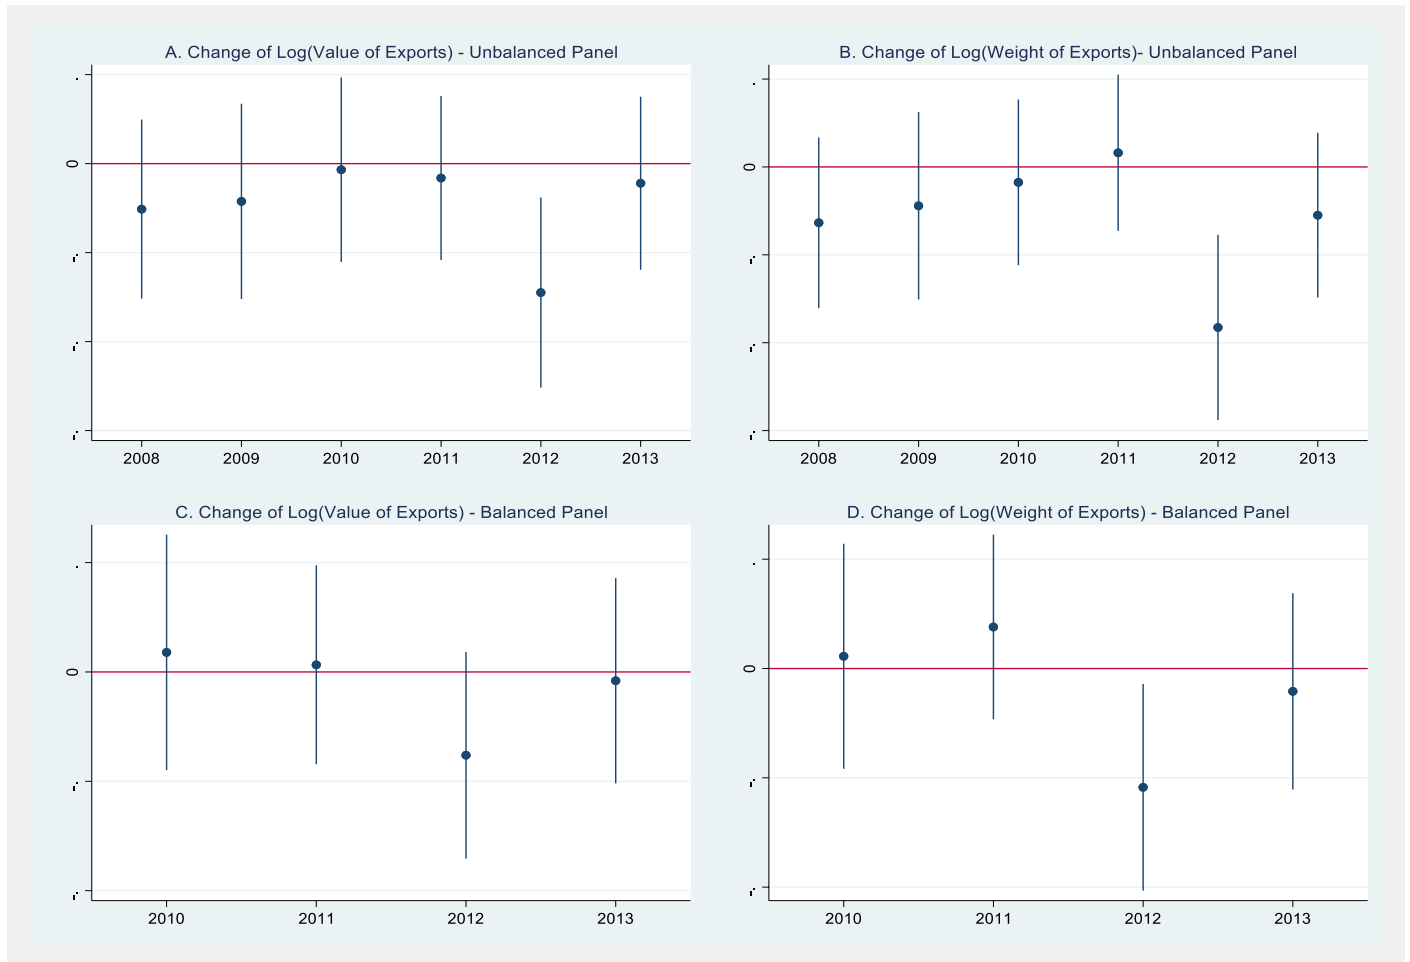 A. Change of Log(Value of Exports) - Unbalanced Panel
0
2008 2009 2010 2011 2012 2013
B. Change of Log(Weight of Exports)- Unbalanced Panel
0
2008 2009 2010 2011 2012 2013
C. Change of Log(Value of Exports) - Balanced Panel
0
2010 2011 2012 2013
D. Change of Log(Weight of Exports) - Balanced Panel
0
2010 2011 2012 2013